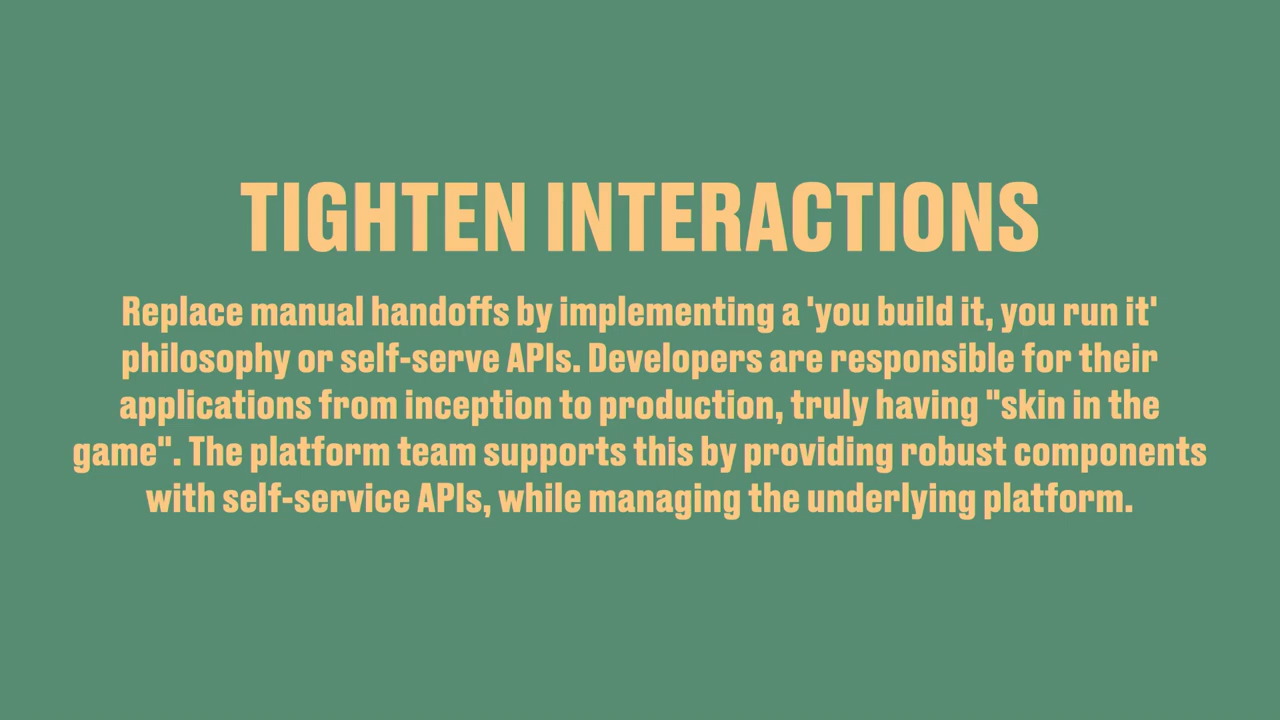 TIGHTEN INTERACTIONS
Replace manual handoffs by implementing a 'you build it, you run it'
philosophy or self-serve APIs. Developers are responsible for their
applications from inception to production, truly having "skin in the
game". The platform team supports this by providing robust components
with self-service APIs, while managing the underlying platform.